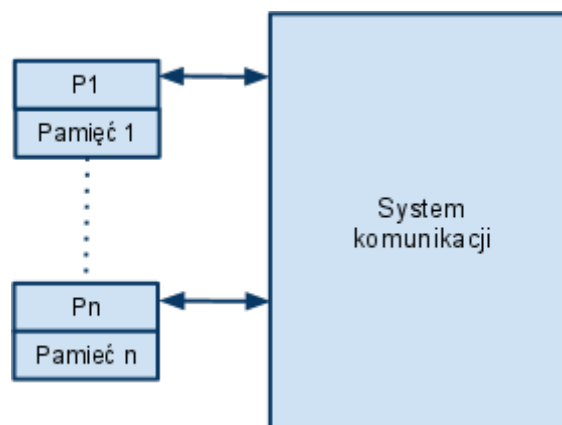 P1
Pamięć 1
System
komunikacji
Pn
Pamieć n